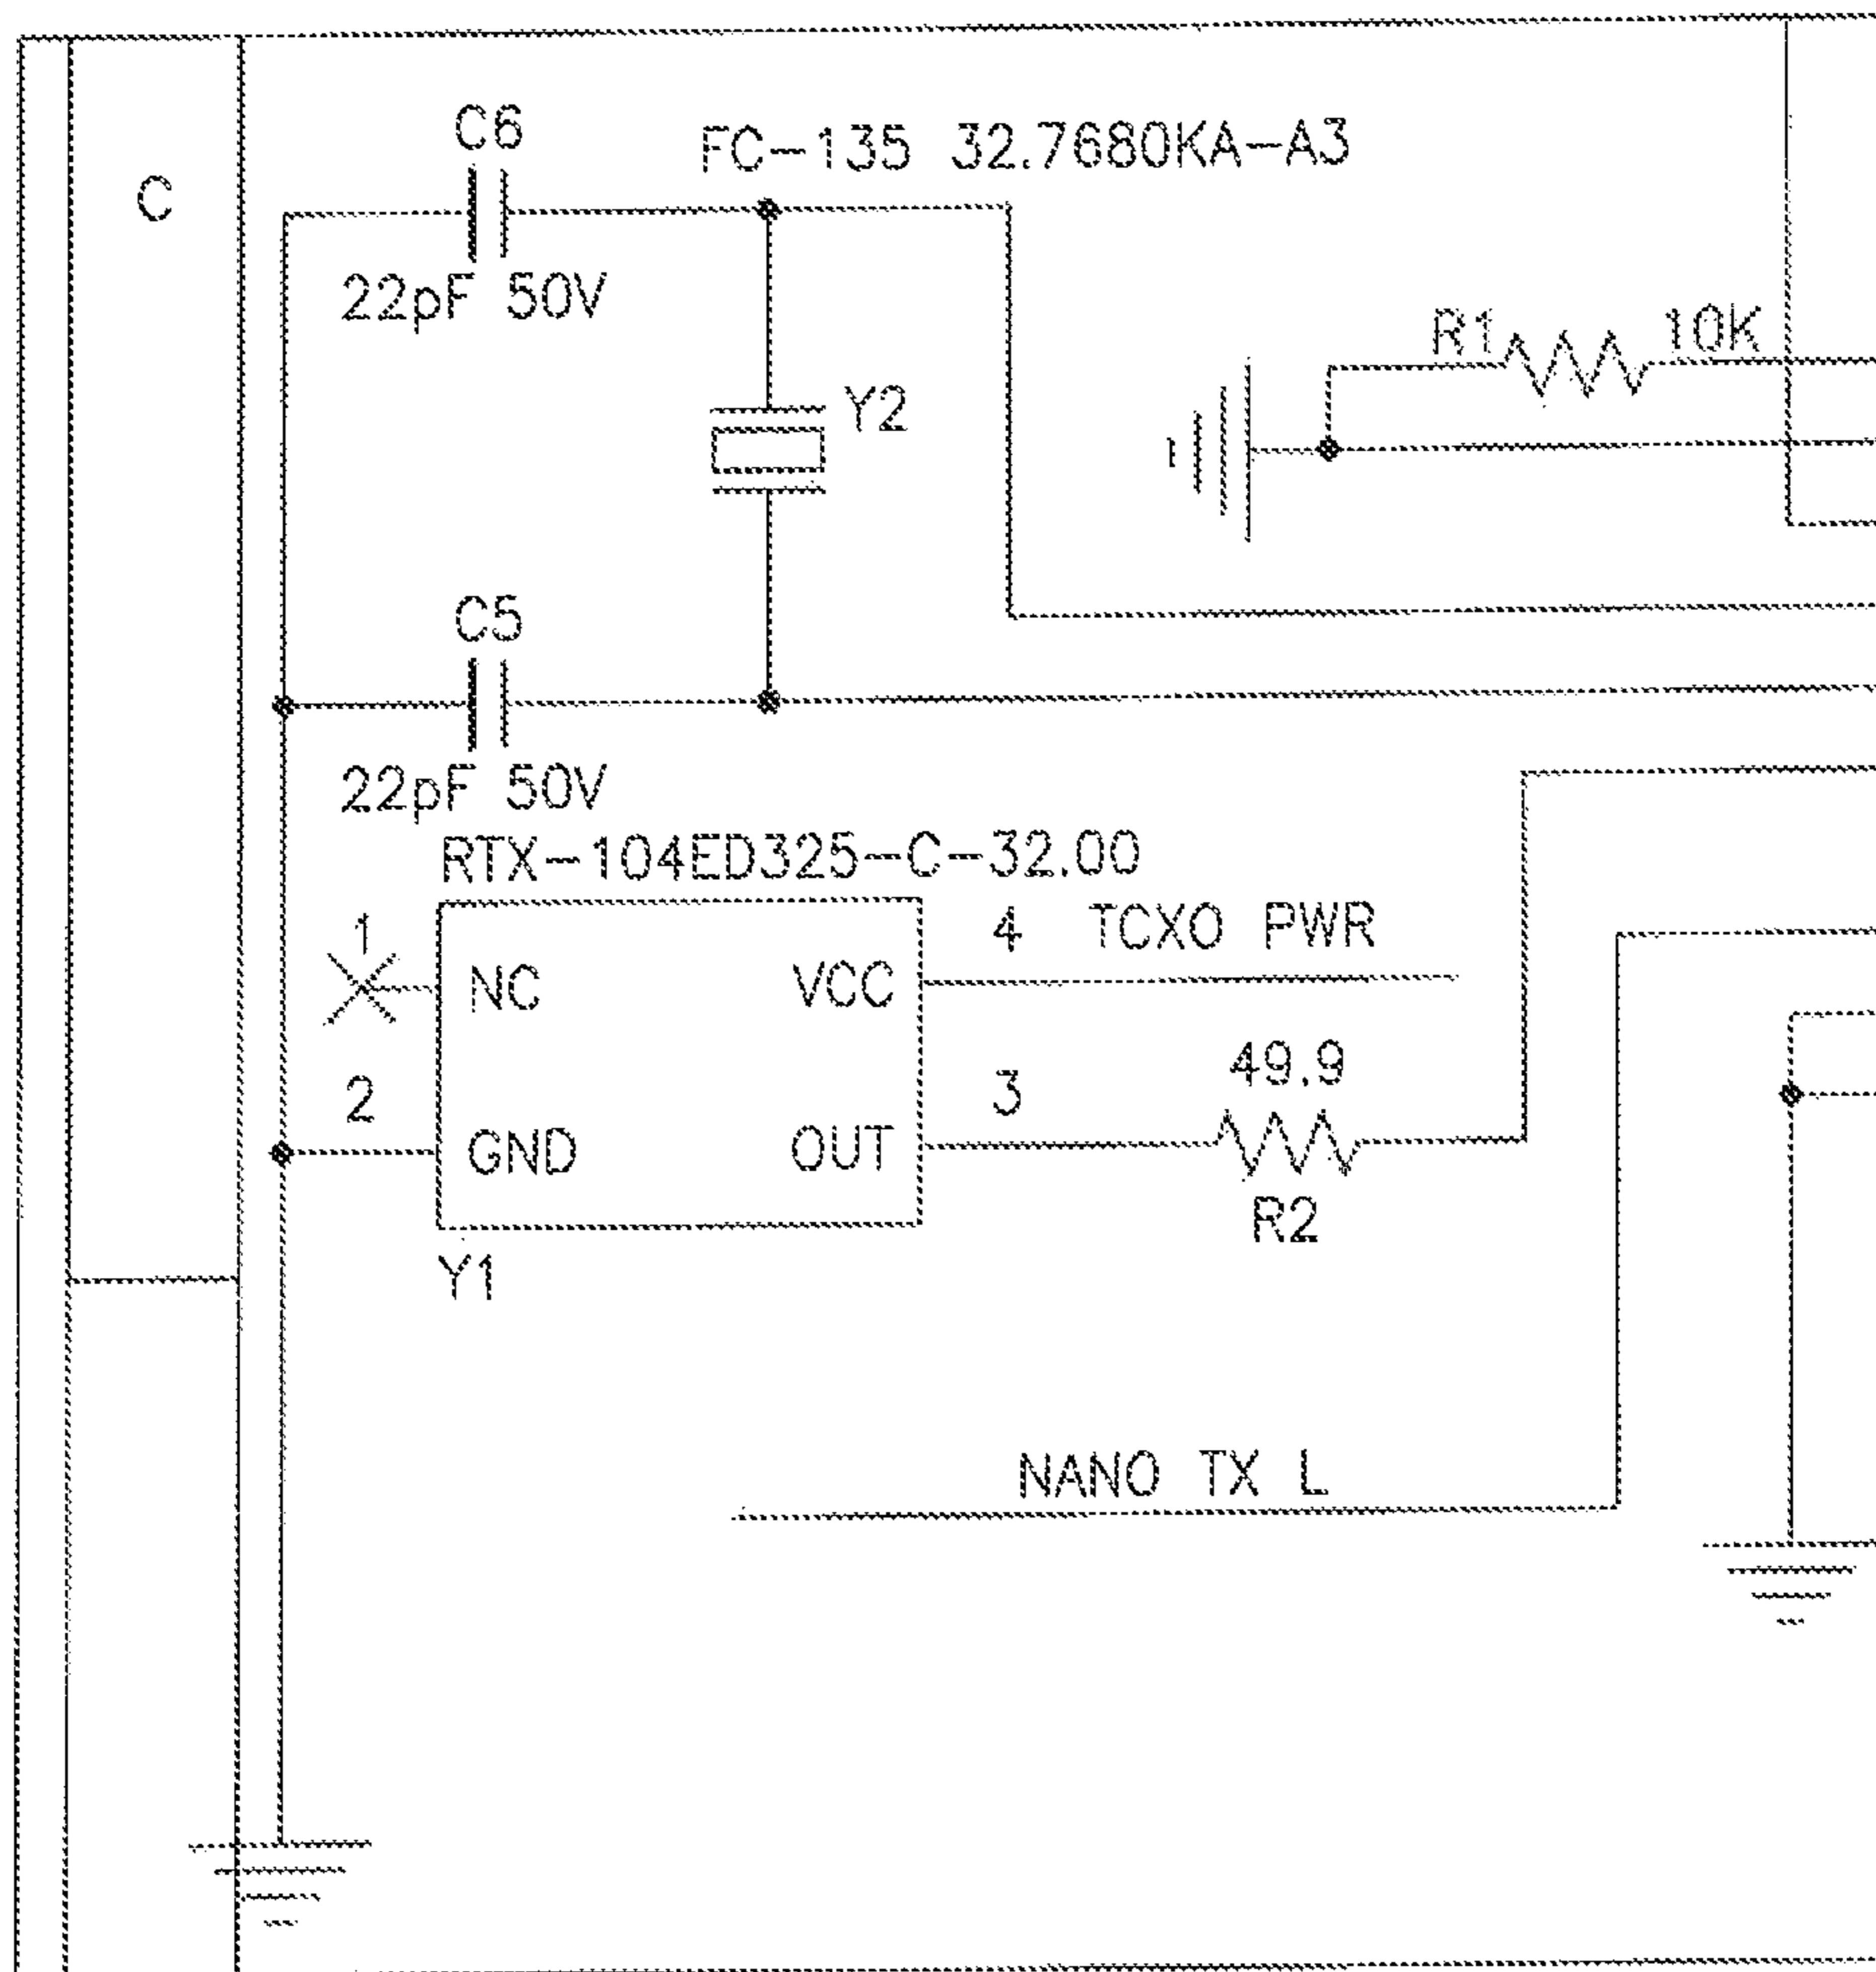 C6
FC-135 32.7680KA-A3
C
22pF 50V
R1 10K
Y2
C5
22pF 50V
RTX-104ED325-C-32.00
1
4 TCXO PWR
NC VCC
49.9
2 3
GND OUT
R2
Y1
NANO TX L